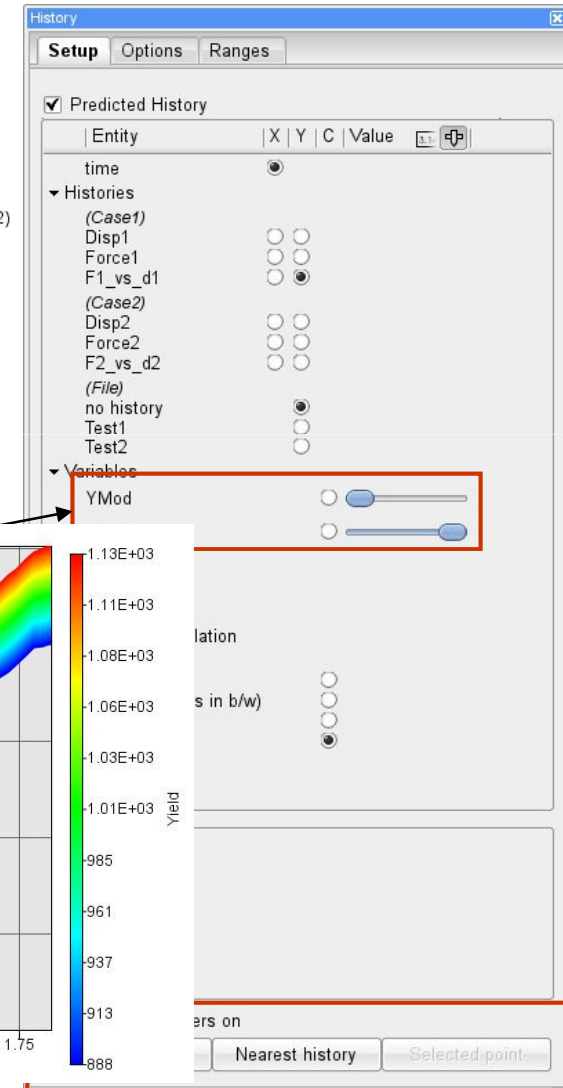 History
Setup Options Ranges
Predicted History
Entity X Y C Value
time
Histories
(Case1)
Disp1
Force1
F1_vs_d1
(Case2)
Disp2
Force2
F2_vs_d2
(File)
no history
Test1
Test2
Variables
YMod
2)
lation
s in b/w)
1.13E+03
1.11E+03
1.08E+03
1.06E+03
1.03E+03
1.01E+03
985
961
937
913
888
Yield
1.75
ers on
Nearest history Selected point